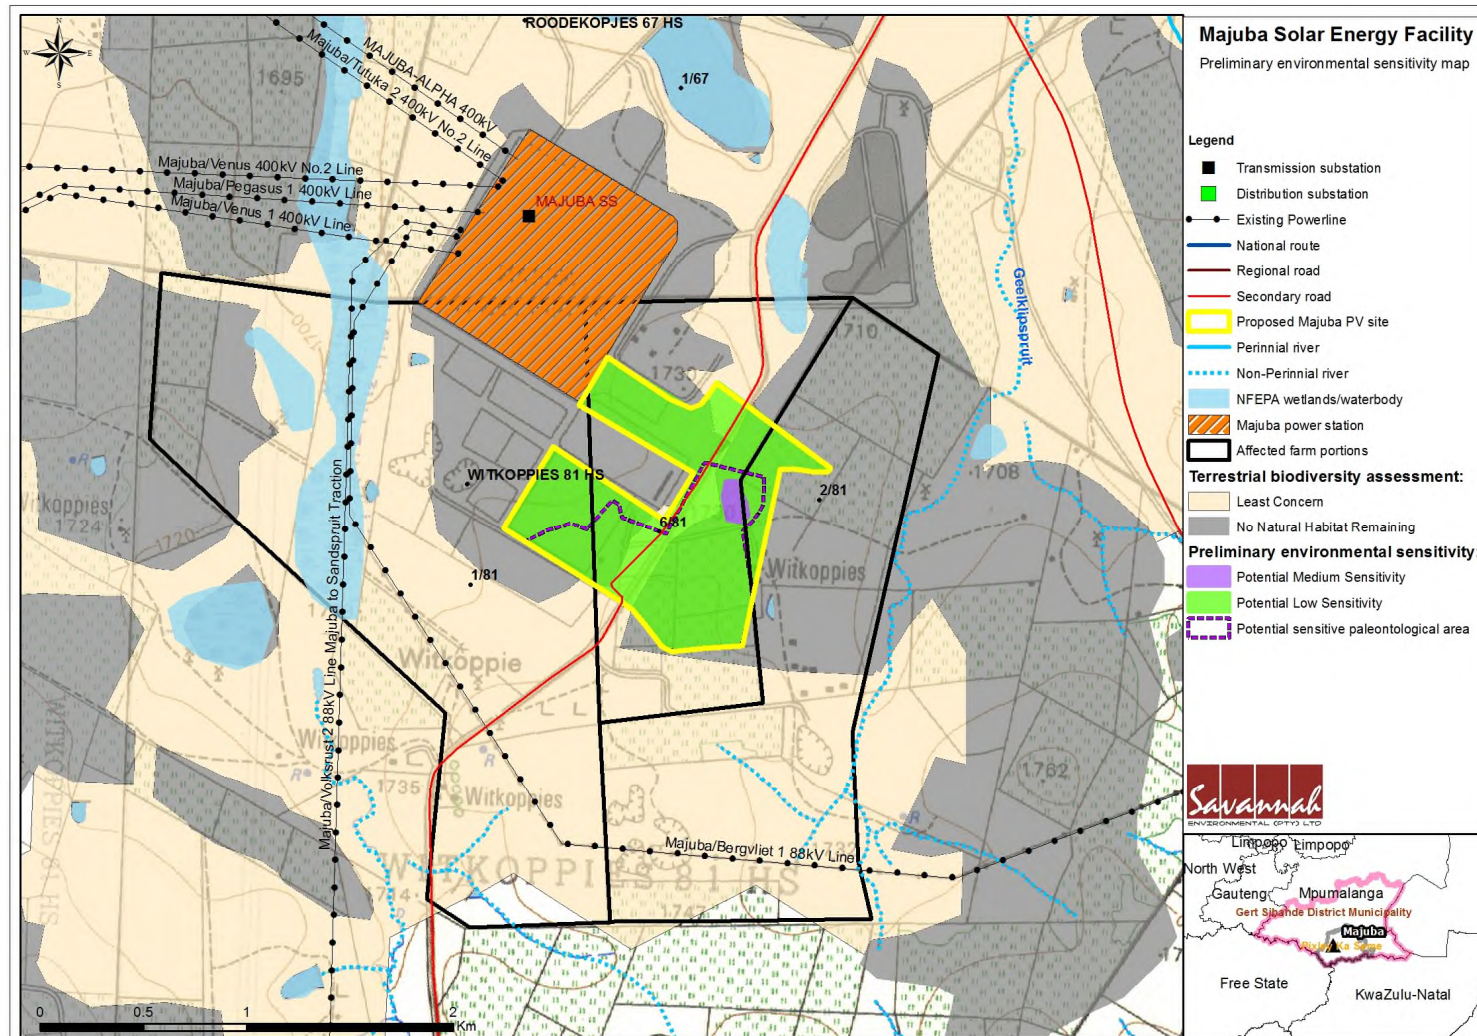 Majuba Solar Energy Facility
Preliminary environmental sensitivity map
Legend
Transmission substation
Distribution substation
Existing Powerline
National route
Regional road
Secondary road
Proposed Majuba PV site
Perinnial river
Non-Perinnial river
NFEPA wetlands/waterbody
Majuba power station
Affected farm portions
Terrestrial biodiversity assessment:
Least Concern
No Natural Habitat Remaining
Preliminary environmental sensitivity:
Potential Medium Sensitivity
Potential Low Sensitivity
Potential sensitive paleontological area
Savannah
ENVIRONMENTAL (PTY) LTD
Limpopo
Limpopo
North West
Gauteng
Mpumalanga
Gert Sibande District Municipality
Majuba
Free State
KwaZulu-Natal
N
W
E
S
ROODEKOPJES 67 HS
MAJUBA-ALPHA 400kV
Majuba/Tutuka 2 400kV No.2 Line
1695
1/67
Majuba/Venus 400kV No.2 Line
Majuba/Pegasus 1 400kV Line
Majuba/Venus 1 400kV Line
MAJUBA SS
Geelklipspruit
1700
1710
1730
WITKOPPIES 81 HS
1708
2/81
6/81
Witkoppies
1724
1720
1/81
Witkoppies
Majuba/Volksrust 2 88kV Line Majuba to Sandspruit Traction
Witkoppie
L L
Witkoppies
R
1735
Witkoppies
1762
R
Majuba/Bergvliet 1 88kV Line
WITKOPPIES 81 HS
WITKOPPIES 81 HS
0
0.5
1
2
Km